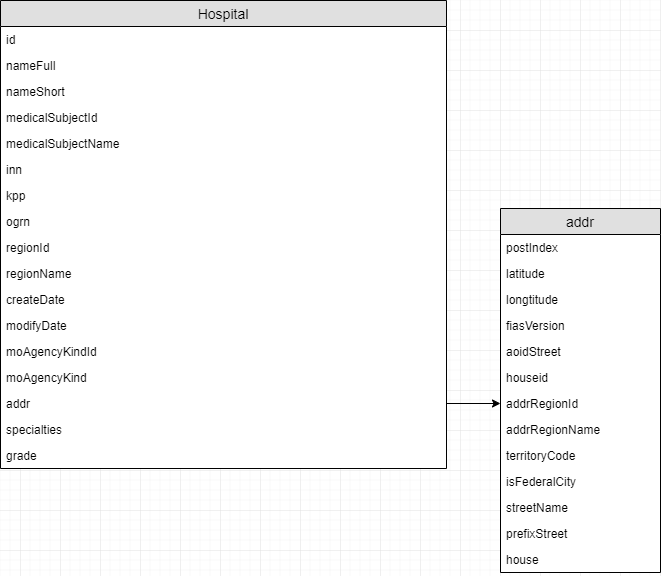 Hospital
id
nameFull
nameShort
medicalSubjectId
medicalSubjectName
inn
kpp
ogrn
regionId
regionName
createDate
modifyDate
moAgencyKindId
moAgencyKind
addr
specialties
grade
addr
postIndex
latitude
longtitude
fiasVersion
aoidStreet
houseid
addrRegionId
addrRegionName
territoryCode
isFederalCity
streetName
prefixStreet
house